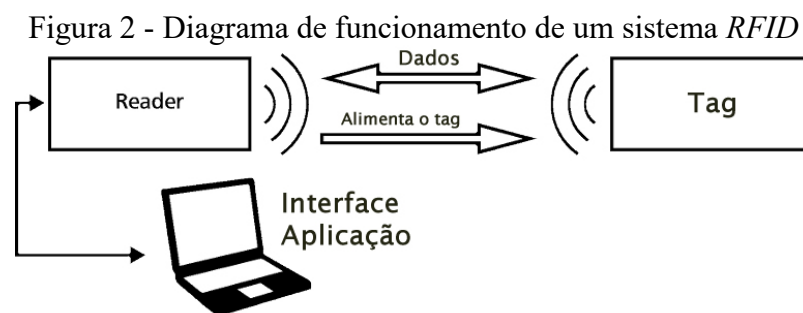 Figura 2 - Diagrama de funcionamento de um sistema RFID
Dados
Reader
Tag
Alimenta o tag
Interface
Aplicação